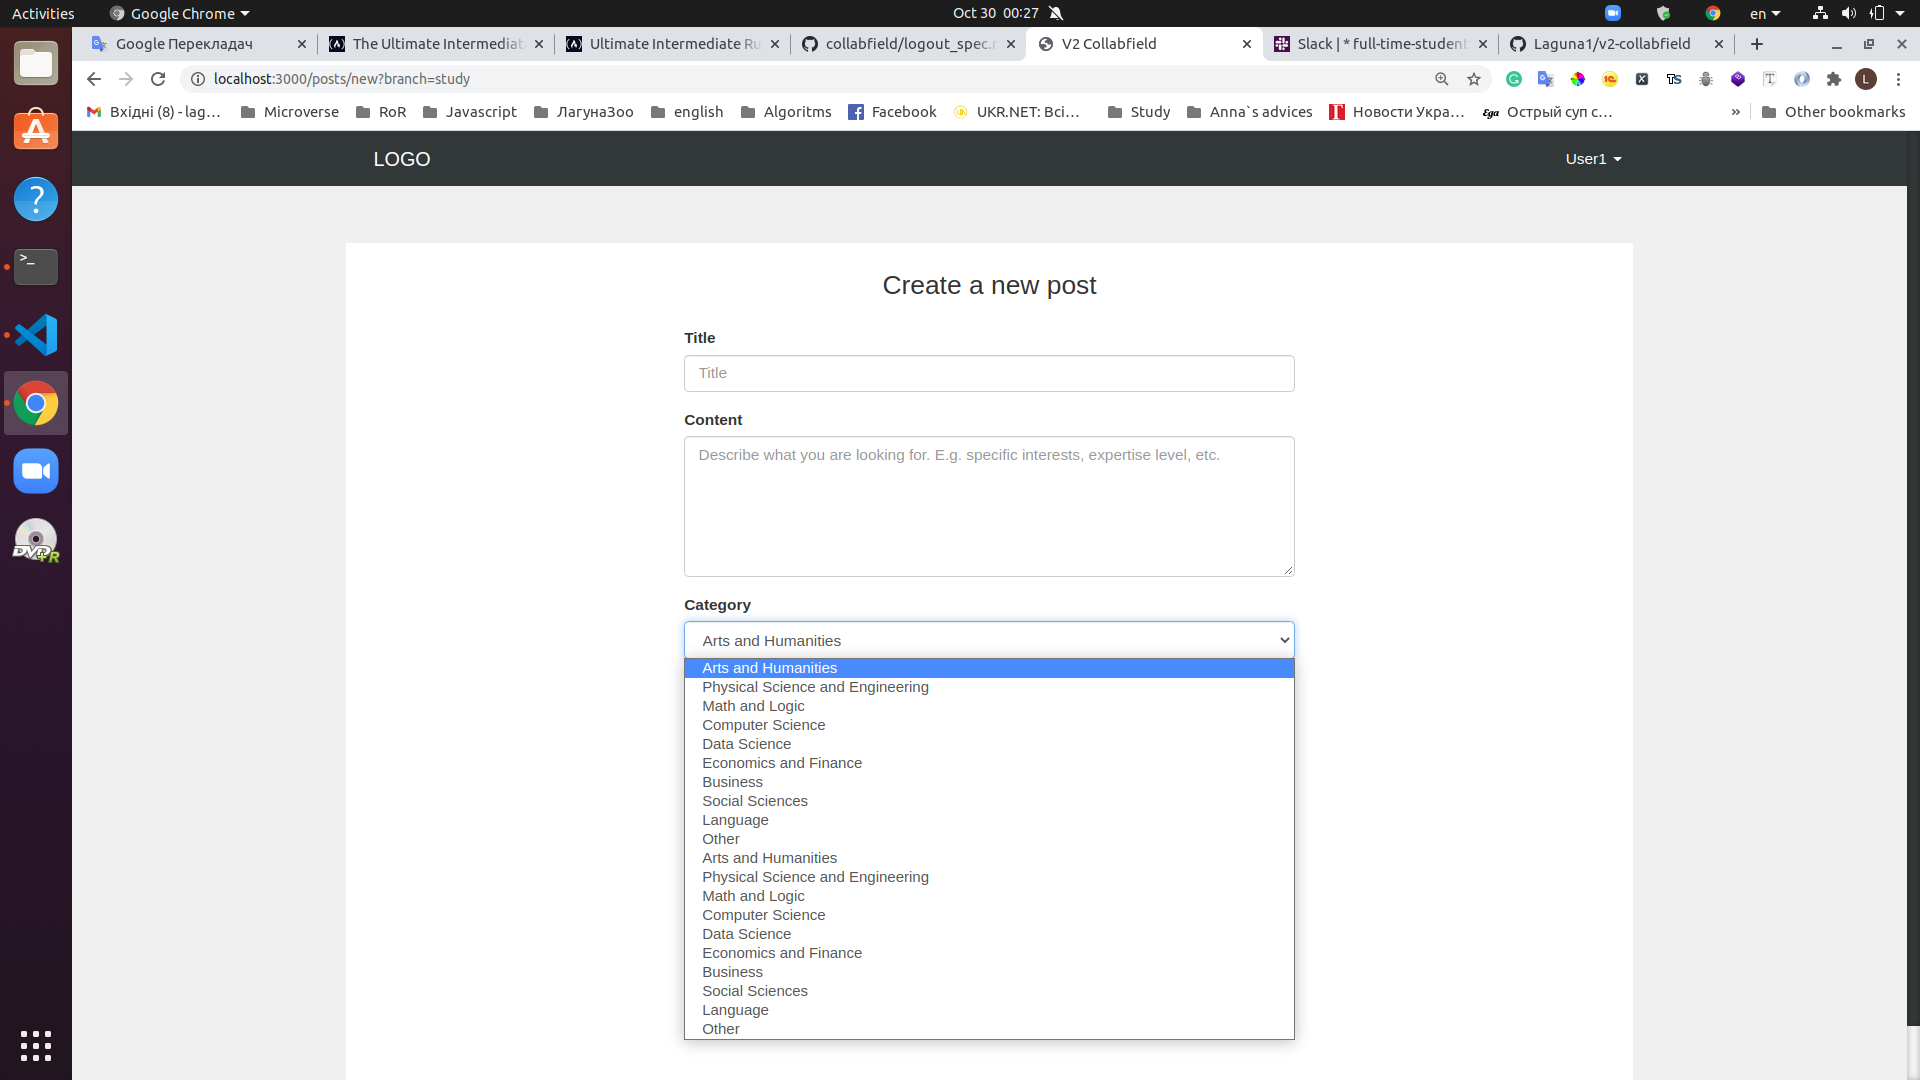 Activities Google Chrome Oct 30 00:27 en
Google Перекладач The Ultimate Intermediat Ultimate Intermediate Ru collabfield/logout_spec.r V2 Collabfield Slack | * full-time-student Laguna1/v2-collabfield
localhost:3000/posts/new?branch=study L
Вхідні (8) - lag... Microverse RoR Javascript ЛагунаЗоо english Algoritms Facebook UKR.NET: Всі... Study Anna`s advices Новости Укра... Ega Острый суп с... » Other bookmarks
LOGO User1
Create a new post
Title
Title
Content
Describe what you are looking for. E.g. specific interests, expertise level, etc.
Category
Arts and Humanities
Arts and Humanities
Physical Science and Engineering
Math and Logic
Computer Science
Data Science
Economics and Finance
Business
Social Sciences
Language
Other
Arts and Humanities
Physical Science and Engineering
Math and Logic
Computer Science
Data Science
Economics and Finance
Business
Social Sciences
Language
Other